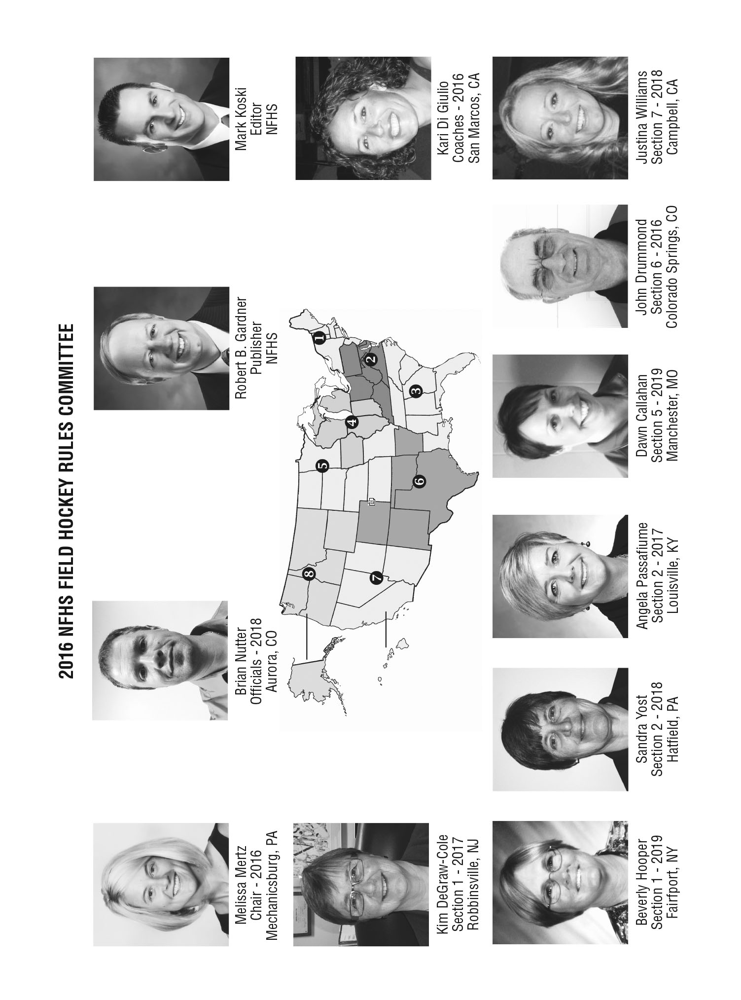 2016 NFHS FIELD HOCKEY RULES COMMITTEE
Melissa Mertz
Chair - 2016
Mechanicsburg, PA
Brian Nutter
Officials - 2018
Aurora, CO
Robert B. Gardner
Publisher
NFHS
Mark Koski
Editor
NFHS
Kim DeGraw-Cole
Section 1 - 2017
Robbinsville, NJ
8
7
5
6
4
3
2
1
Kari Di Giulio
Coaches - 2016
San Marcos, CA
Beverly Hooper
Section 1 - 2019
Fairfport, NY
Sandra Yost
Section 2 - 2018
Hatfield, PA
Angela Passafiume
Section 2 - 2017
Louisville, KY
Dawn Callahan
Section 5 - 2019
Manchester, MO
John Drummond
Section 6 - 2016
Colorado Springs, CO
Justina Williams
Section 7 - 2018
Campbell, CA